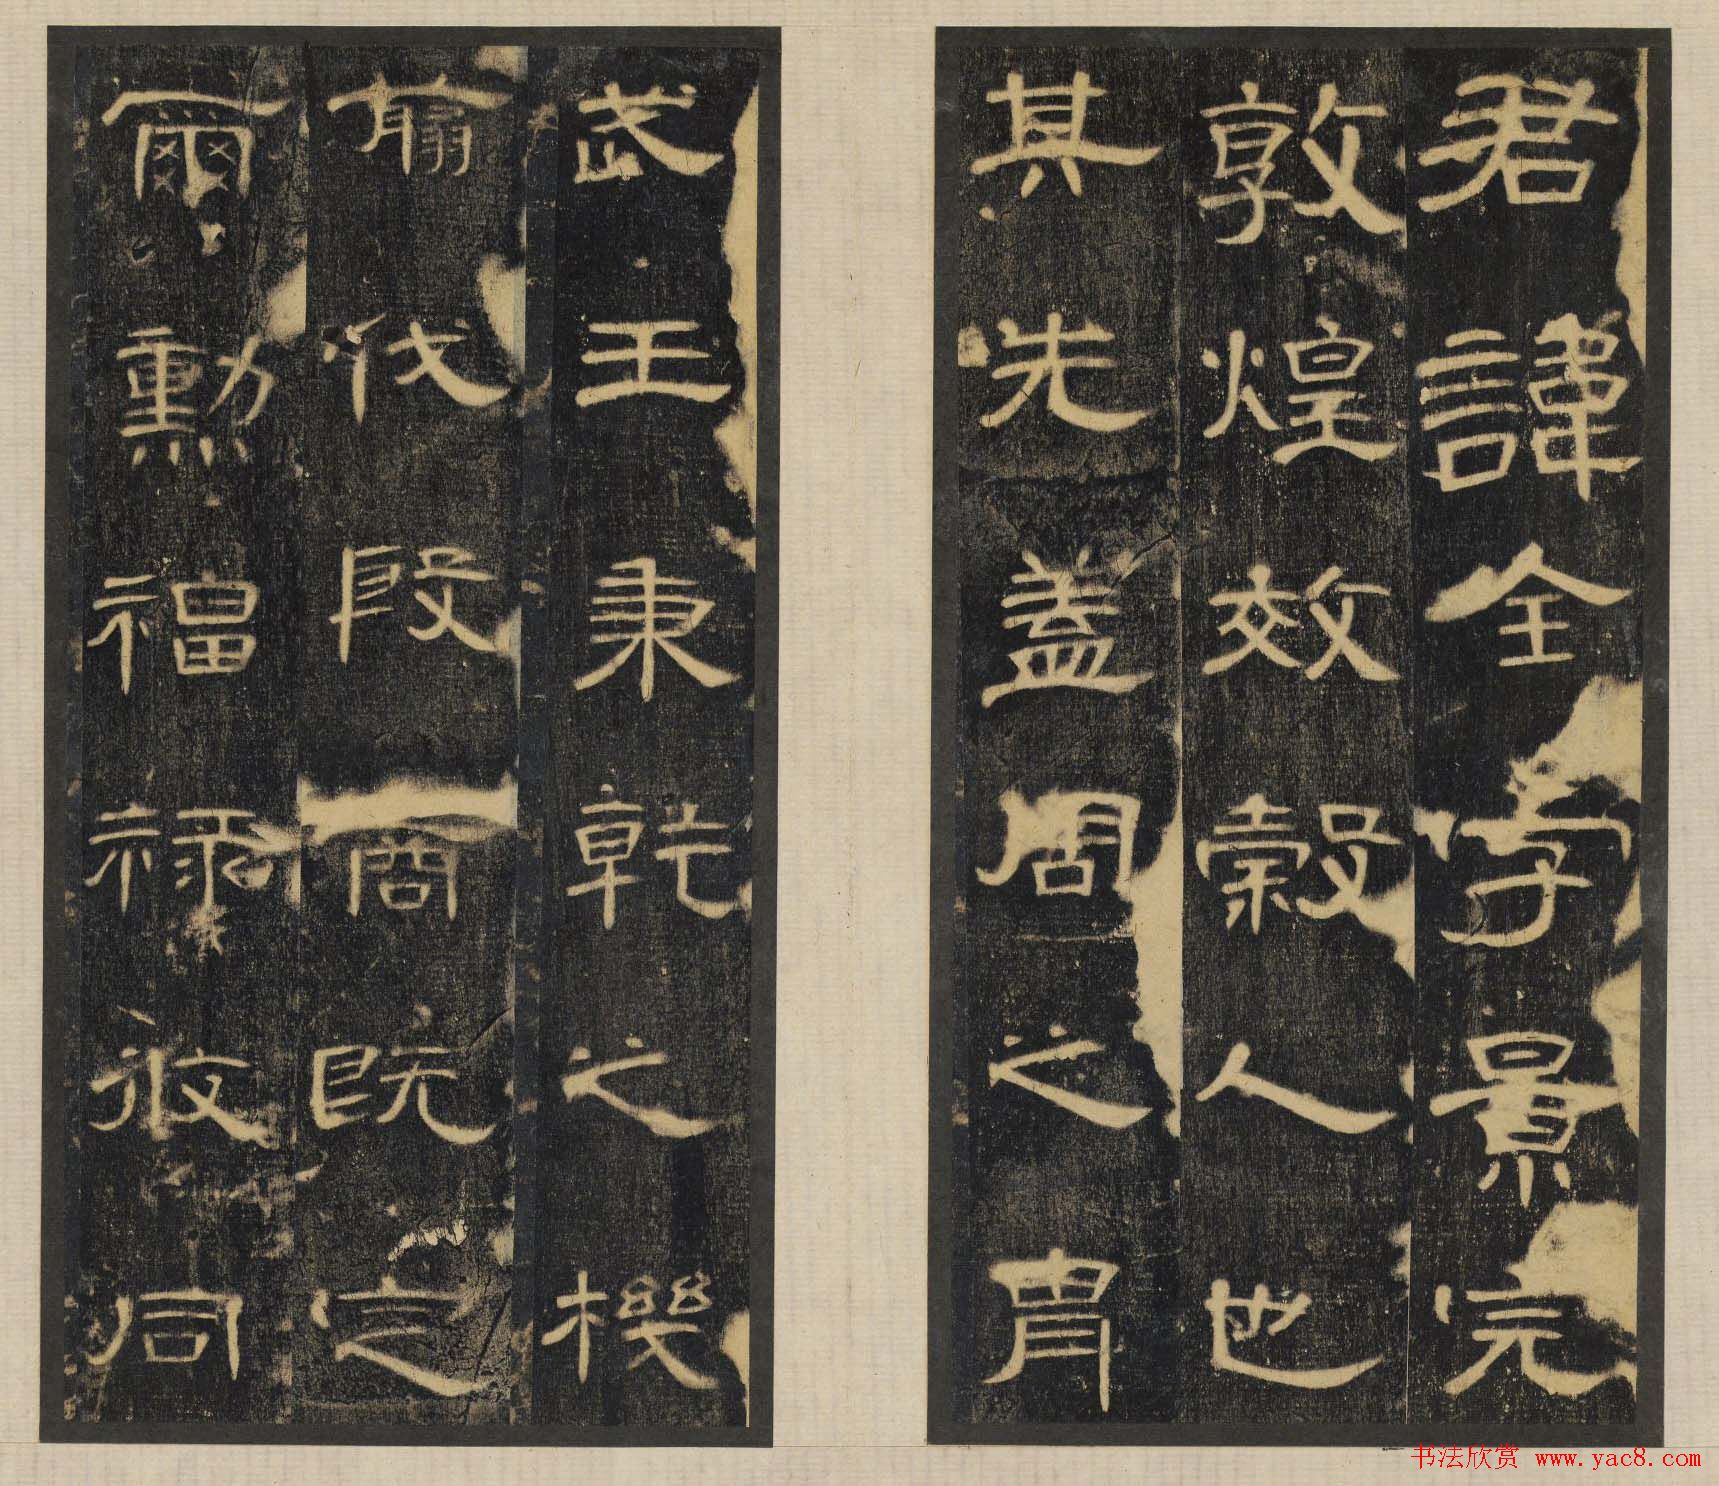 君諱全字景完
敦煌效穀人也
其先蓋周之胄
武王秉乾之機
翦伐殷商既定
爾勳福祿攸同
书法欣赏 www.yac8.com